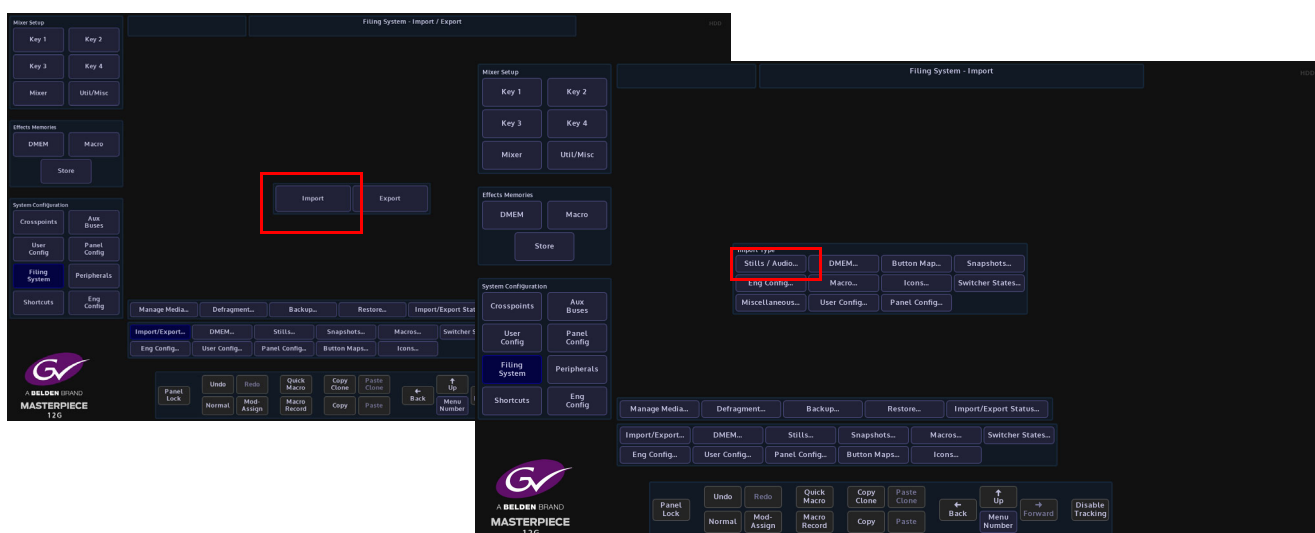 Mixer Setup
Filing System - Import / Export
HDD
Key 1 Key 2
Key 3 Key 4
Mixer Util/Misc
Effects Memories
DMEM Macro
Store
Import Export
System Configuration
Crosspoints Aux Buses
User Config Panel Config
Filing System Peripherals
Shortcuts Eng Config
Manage Media... Defragment... Backup... Restore... Import/Export Stat
Import/Export... DMEM... Stills... Snapshots... Macros... Switcher S
Eng Config... User Config... Panel Config... Button Maps... Icons...
GV
A BELDEN BRAND
MASTERPIECE
12G
Panel Lock
Undo Redo Quick Macro Copy Clone Paste Clone
Normal Mod-Assign Macro Record Copy Paste
← Back ↑ Up Menu Number
Mixer Setup
Filing System - Import
HDD
Key 1 Key 2
Key 3 Key 4
Mixer Util/Misc
Effects Memories
DMEM Macro
Store
Import Type
Stills / Audio... DMEM... Button Map... Snapshots...
Eng Config... Macro... Icons... Switcher States...
Miscellaneous... User Config... Panel Config...
System Configuration
Crosspoints Aux Buses
User Config Panel Config
Filing System Peripherals
Shortcuts Eng Config
Manage Media... Defragment... Backup... Restore... Import/Export Status...
Import/Export... DMEM... Stills... Snapshots... Macros... Switcher States...
Eng Config... User Config... Panel Config... Button Maps... Icons...
GV
A BELDEN BRAND
MASTERPIECE
12G
Panel Lock
Undo Redo Quick Macro Copy Clone Paste Clone
Normal Mod-Assign Macro Record Copy Paste
← Back ↑ Up Menu Number → Forward Disable Tracking